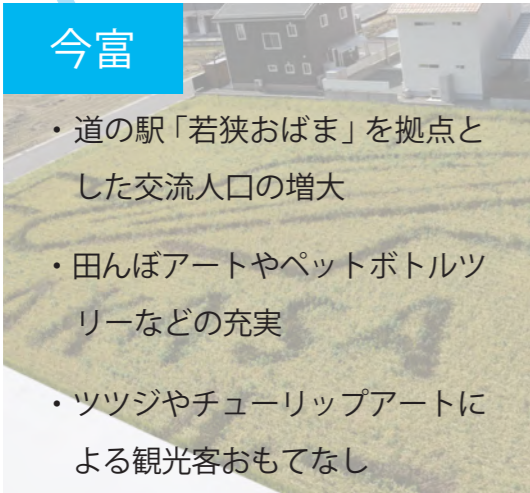 今富
・道の駅「若狭おばま」を拠点と
した交流人口の増大
・田んぼアートやペットボトルツ
リーなどの充実
・ツツジやチューリップアートに
よる観光客おもてなし